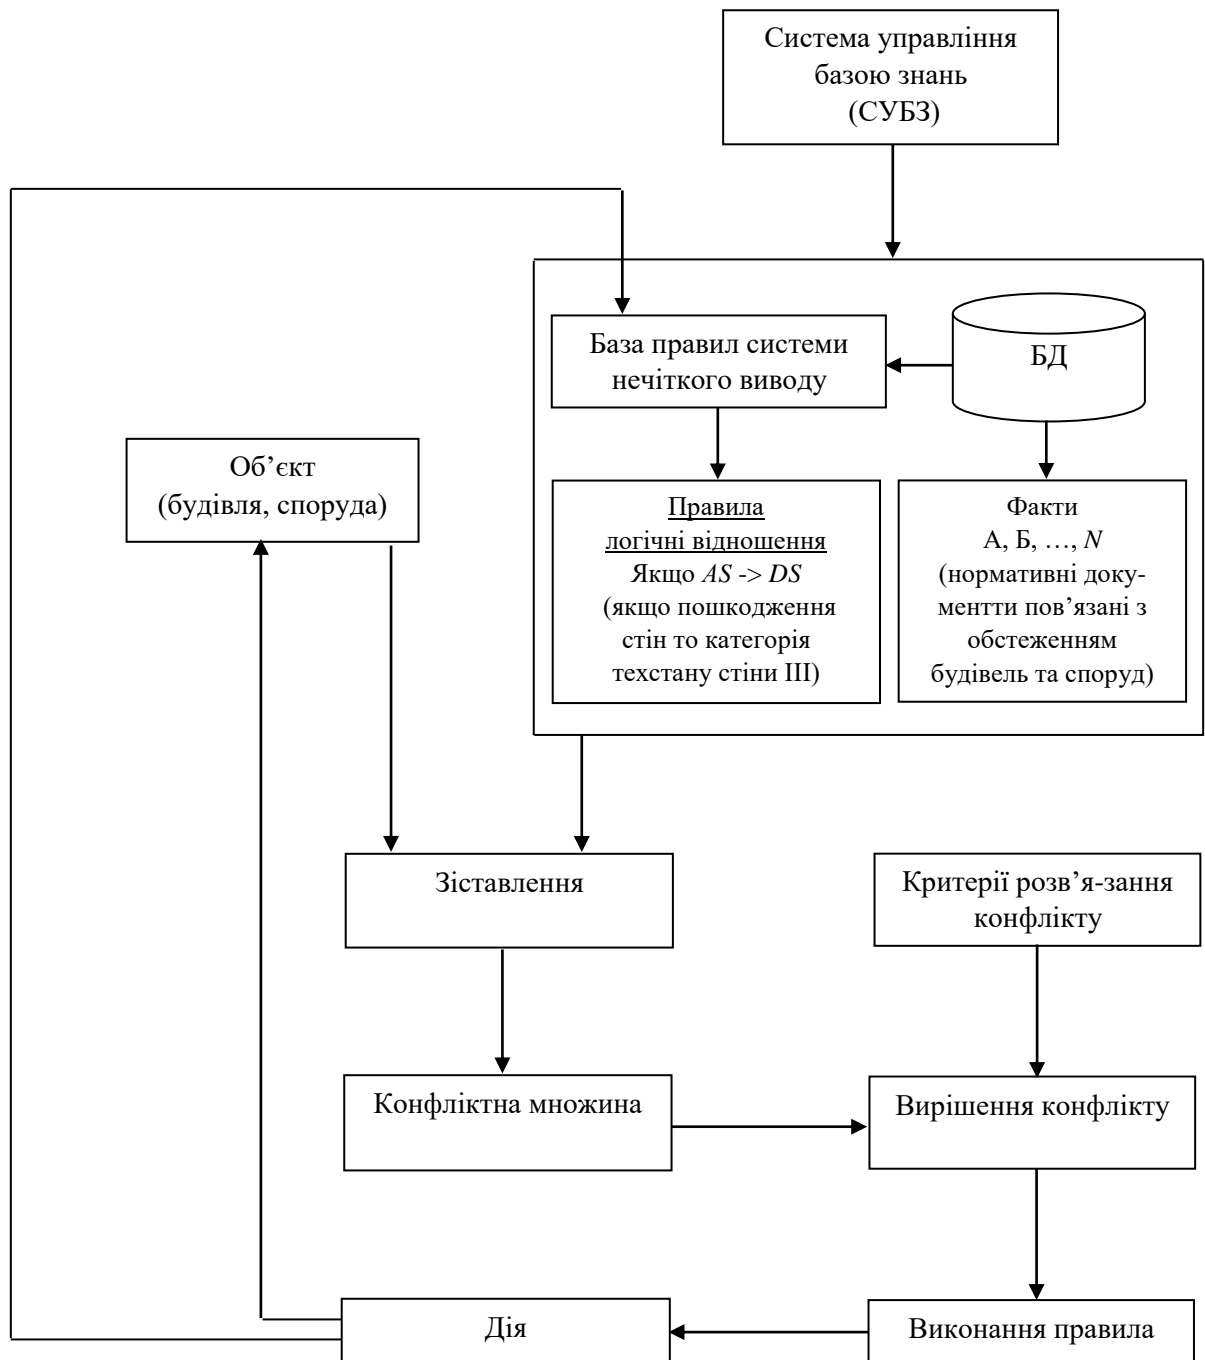 Система управління
базою знань
(СУБЗ)
База правил системи
нечіткого виводу
БД
Об’єкт
(будівля, споруда)
Правила
логічні відношення
Якщо AS -> DS
(якщо пошкодження
стін то категорія
техстану стіни III)
Факти
А, Б, …, N
(нормативні доку-
ментти пов’язані з
обстеженням
будівель та споруд)
Зіставлення
Критерії розв’я-зання
конфлікту
Конфліктна множина
Вирішення конфлікту
Дія
Виконання правила